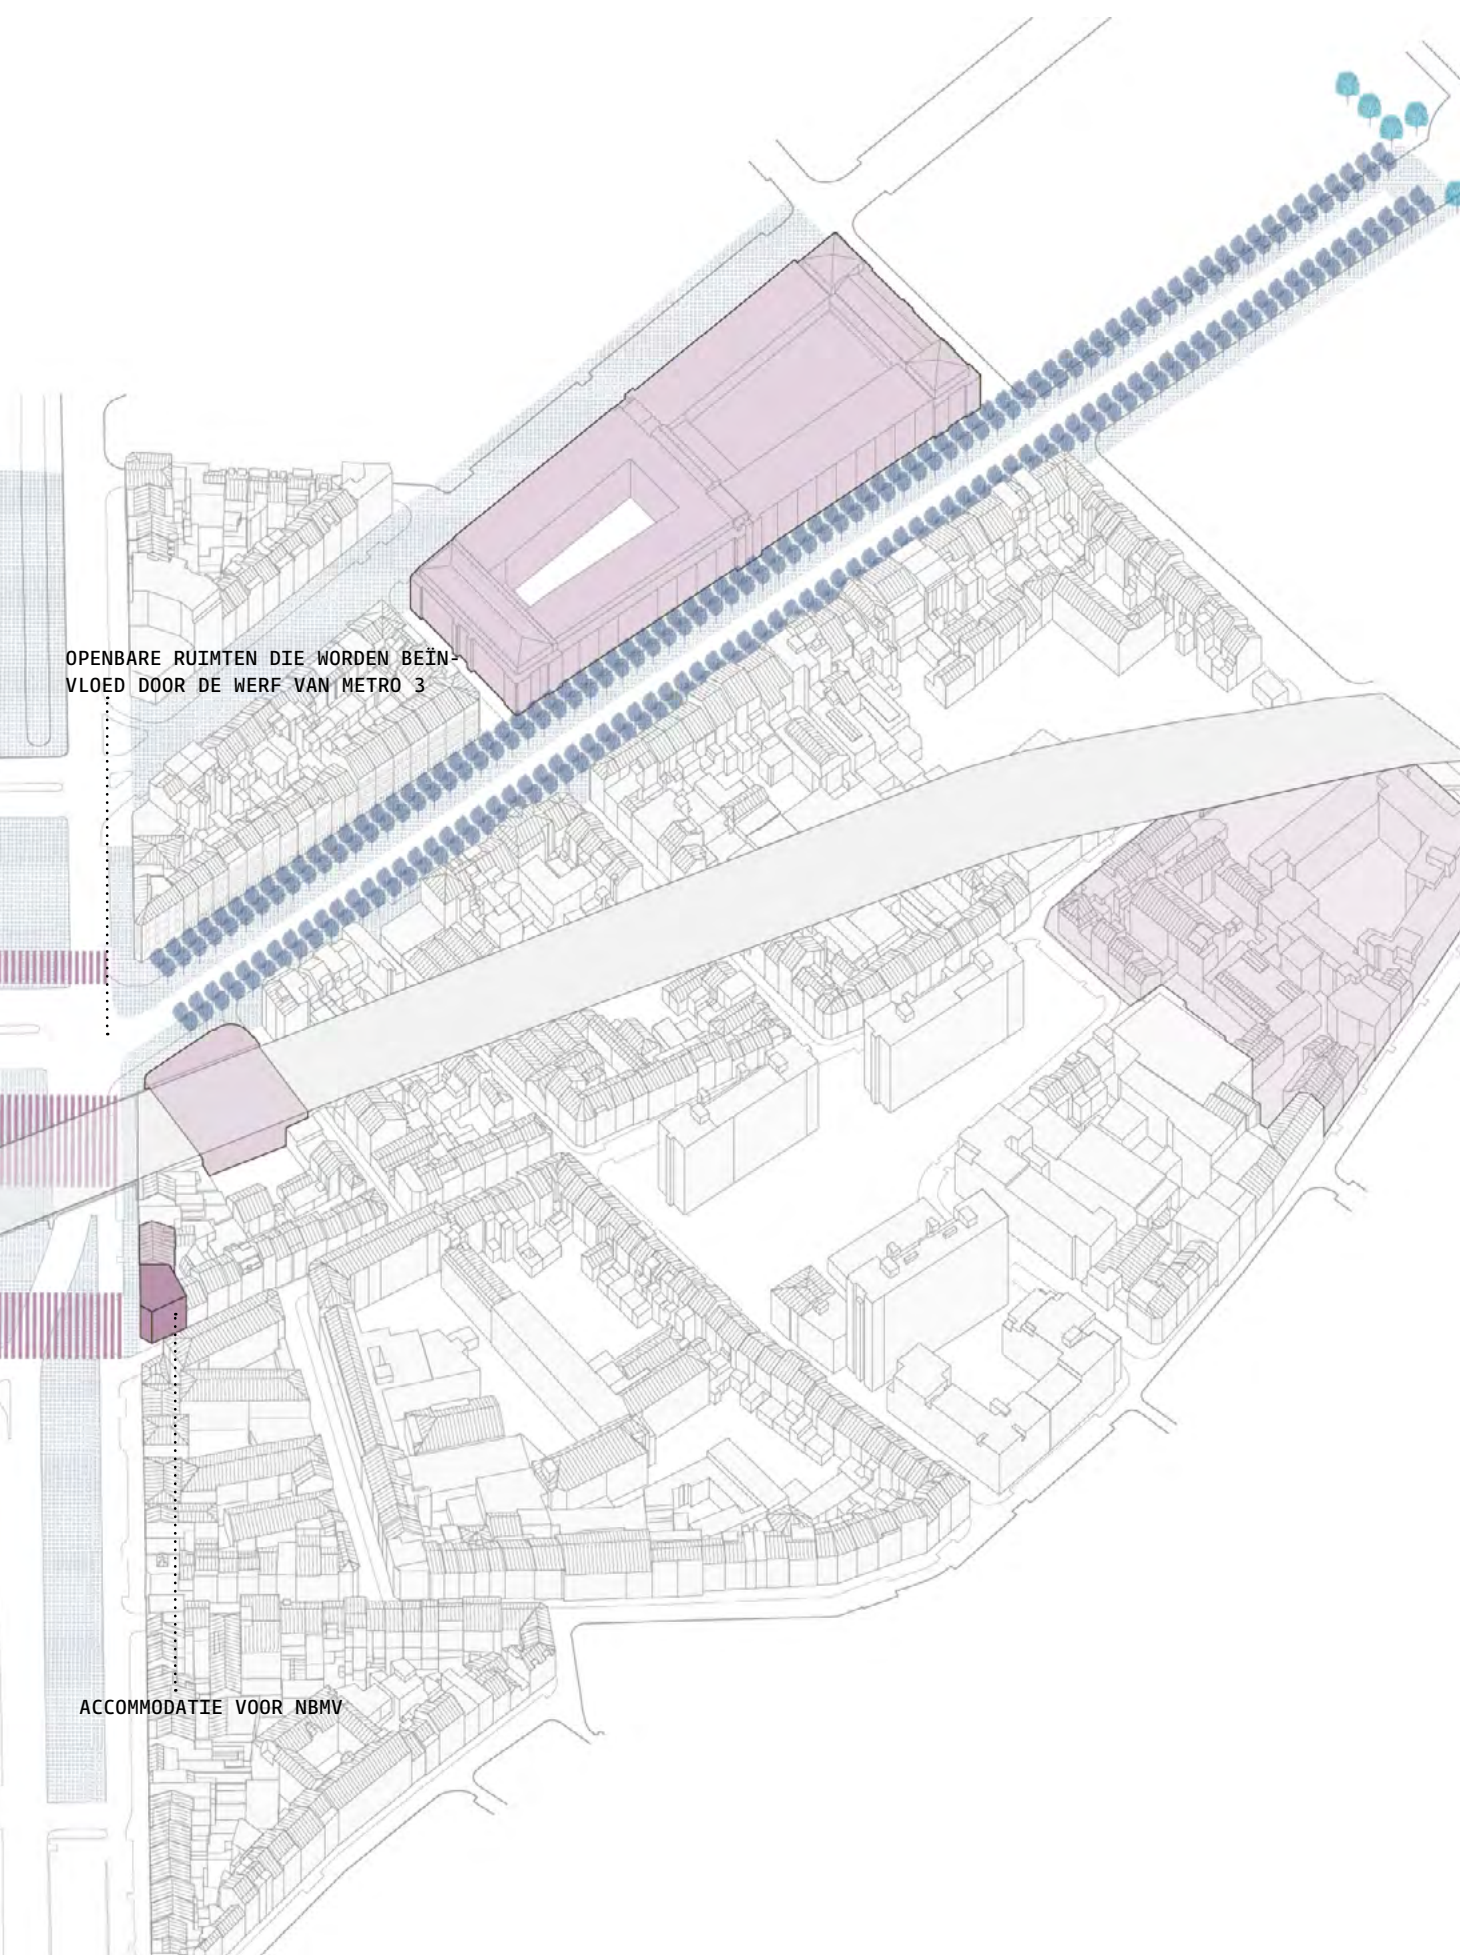 OPENBARE RUIMTEN DIE WORDEN BEÏN-
VLOED DOOR DE WERF VAN METRO 3
ACCOMMODATIE VOOR NBMV